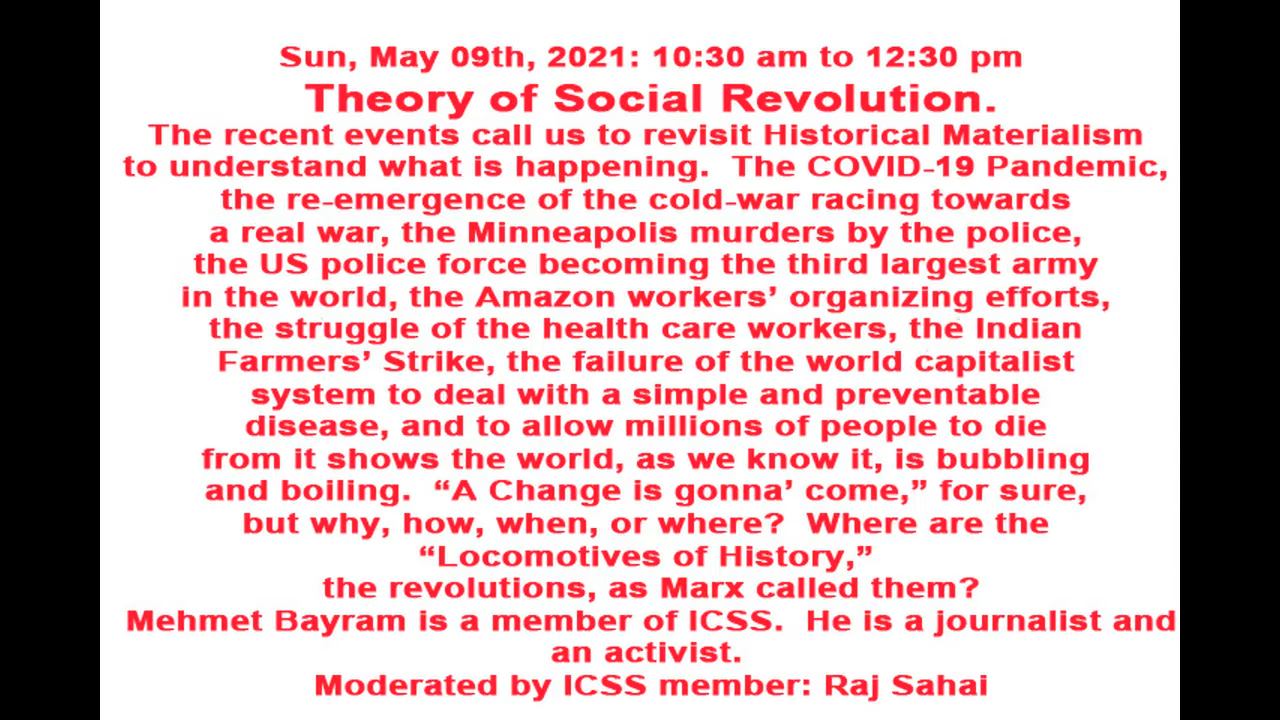 Sun, May 09th, 2021: 10:30 am to 12:30 pm
Theory of Social Revolution.
The recent events call us to revisit Historical Materialism
to understand what is happening.  The COVID-19 Pandemic,
the re-emergence of the cold-war racing towards
a real war, the Minneapolis murders by the police,
the US police force becoming the third largest army
in the world, the Amazon workers’ organizing efforts,
the struggle of the health care workers, the Indian
Farmers’ Strike, the failure of the world capitalist
system to deal with a simple and preventable
disease, and to allow millions of people to die
from it shows the world, as we know it, is bubbling
and boiling.  “A Change is gonna’ come,” for sure,
but why, how, when, or where?  Where are the
“Locomotives of History,”
the revolutions, as Marx called them?
Mehmet Bayram is a member of ICSS.  He is a journalist and
an activist.
Moderated by ICSS member: Raj Sahai